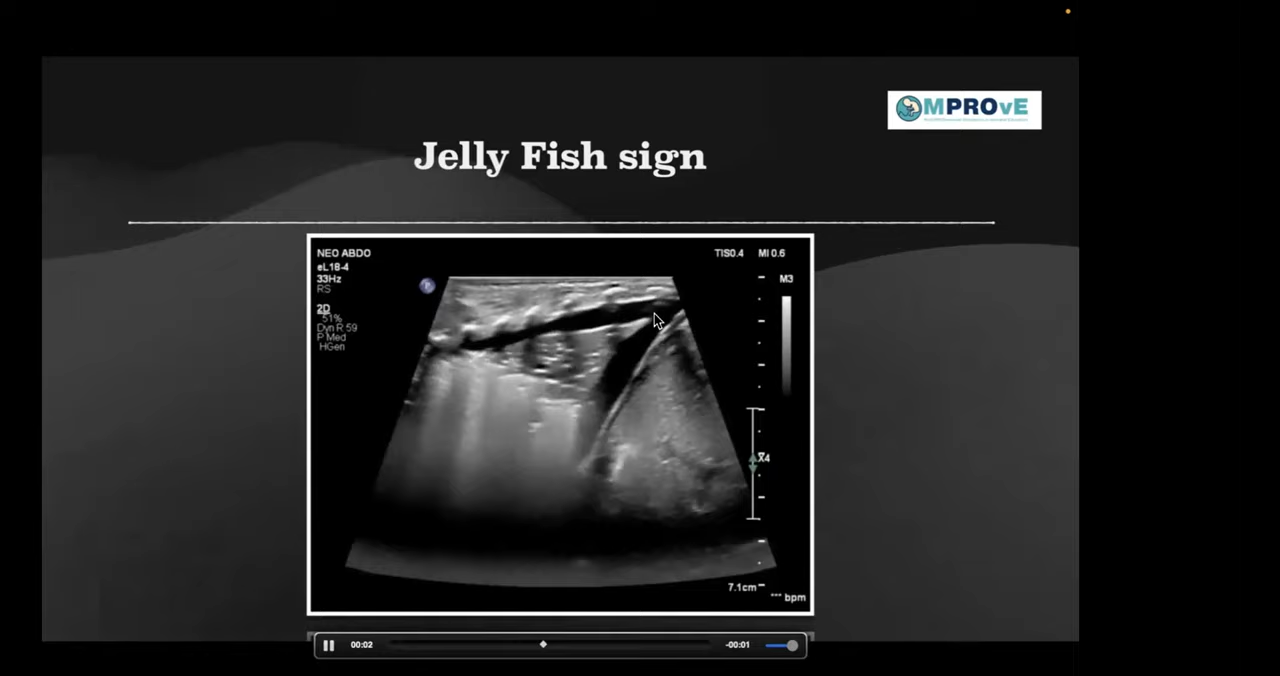 MPROvE
Jelly Fish sign
NEO ABDO
TIS0.4 MI 0.6
eL18-4
33Hz
RS
M3
2D
51%
Dyn R 59
P Med
HGen
P
X4
7.1cm
*** bpm
00:02
-00:01